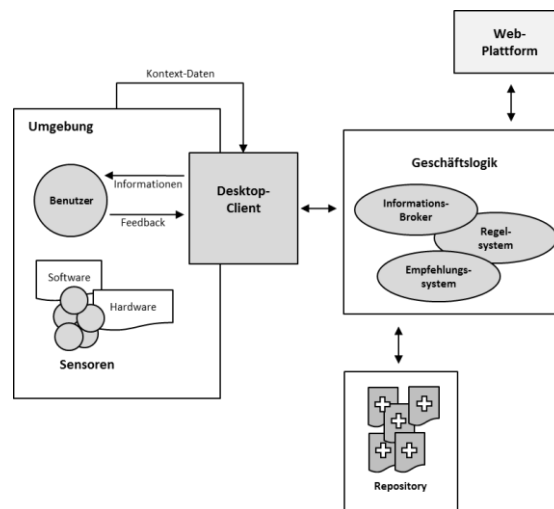 Web-
Plattform
Kontext-Daten
Umgebung
Geschäftslogik
Informationen
Benutzer
Feedback
Desktop-
Client
Informations-
Broker
Regel-
system
Empfehlungs-
system
Software
Hardware
Sensoren
Repository